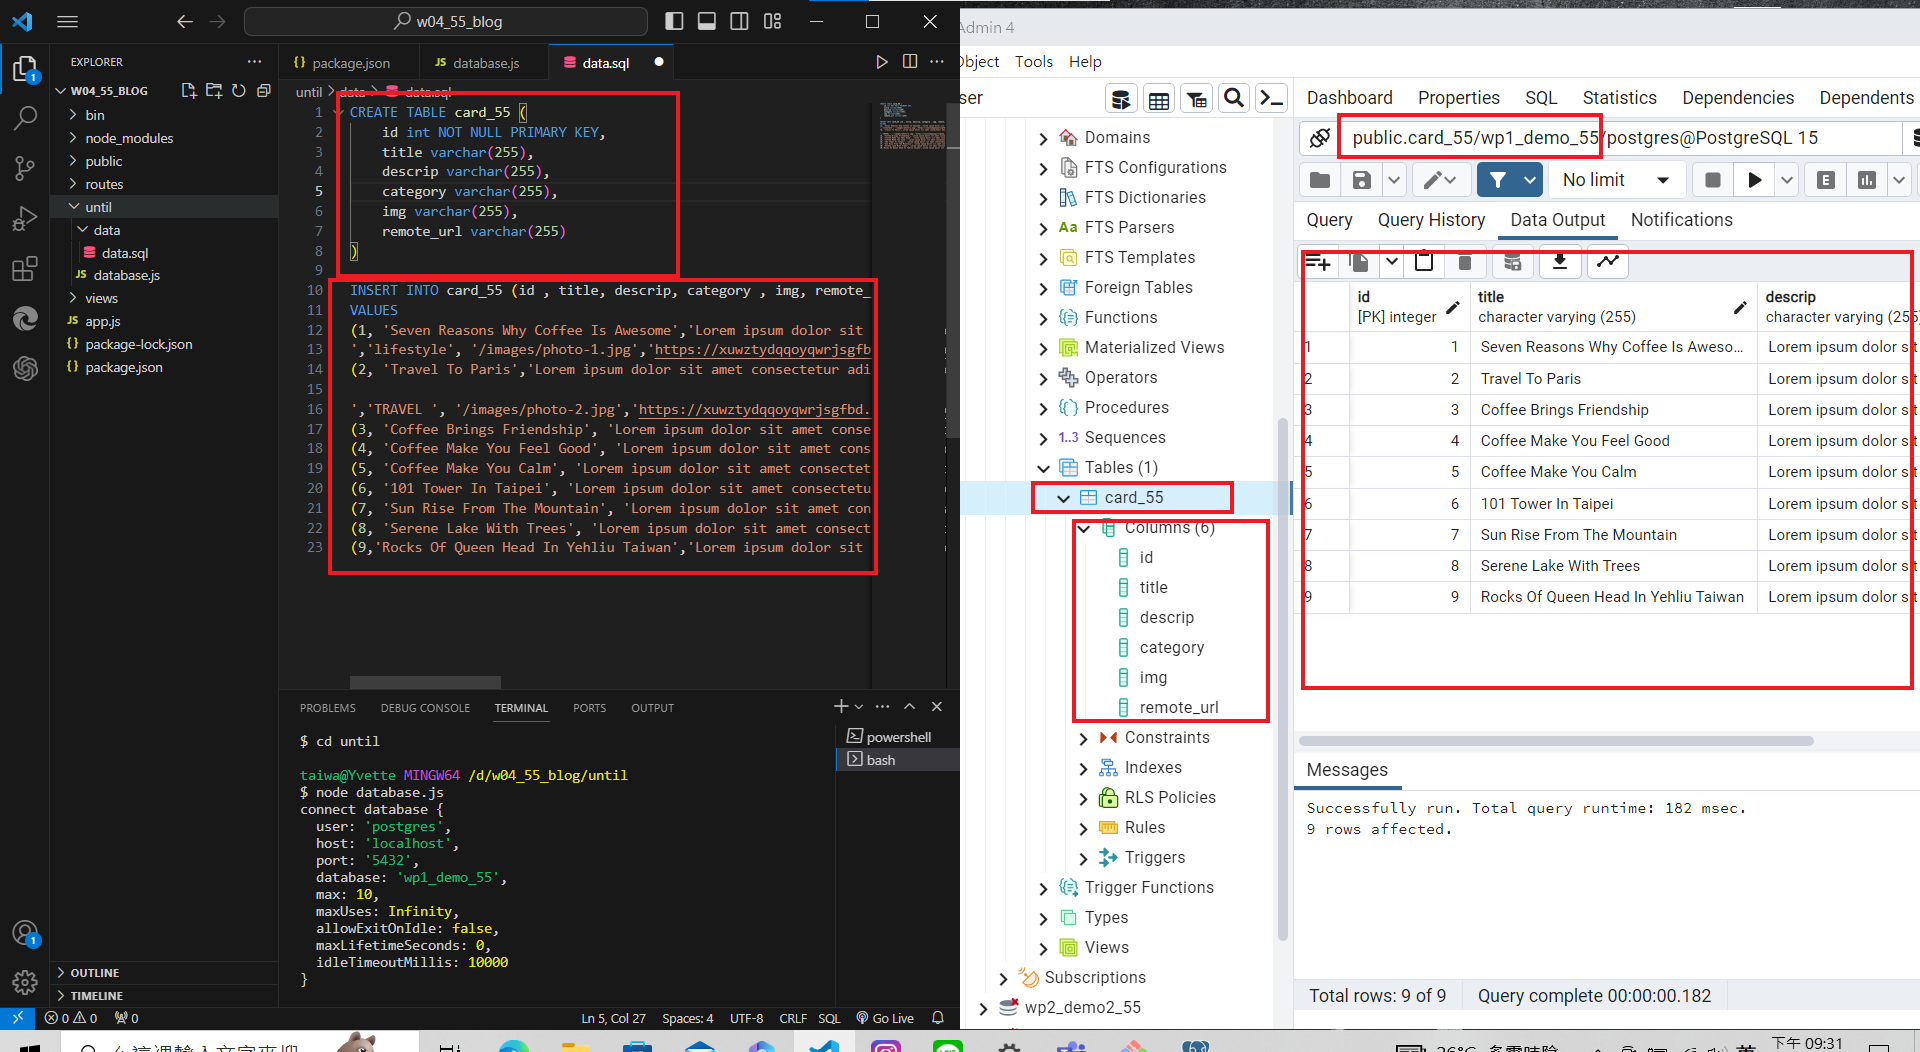 w04_55_blog
EXPLORER
W04_55_BLOG
bin
node_modules
public
routes
until
data
data.sql
database.js
views
app.js
package-lock.json
package.json
OUTLINE
TIMELINE
package.json
database.js
data.sql
until > data > data.sql
1 CREATE TABLE card_55 (
2 id int NOT NULL PRIMARY KEY,
3 title varchar(255),
4 descrip varchar(255),
5 category varchar(255),
6 img varchar(255),
7 remote_url varchar(255)
8 )
9
10 INSERT INTO card_55 (id , title, descrip, category , img, remote_
11 VALUES
12 (1, 'Seven Reasons Why Coffee Is Awesome','Lorem ipsum dolor sit
13 ','lifestyle', '/images/photo-1.jpg','https://xuwztydqqoyqwrjsgfb
14 (2, 'Travel To Paris','Lorem ipsum dolor sit amet consectetur adi
15
16 ','TRAVEL ', '/images/photo-2.jpg','https://xuwztydqqoyqwrjsgfbd.
17 (3, 'Coffee Brings Friendship', 'Lorem ipsum dolor sit amet conse
18 (4, 'Coffee Make You Feel Good', 'Lorem ipsum dolor sit amet cons
19 (5, 'Coffee Make You Calm', 'Lorem ipsum dolor sit amet consectet
20 (6, '101 Tower In Taipei', 'Lorem ipsum dolor sit amet consectetu
21 (7, 'Sun Rise From The Mountain', 'Lorem ipsum dolor sit amet con
22 (8, 'Serene Lake With Trees', 'Lorem ipsum dolor sit amet consect
23 (9,'Rocks Of Queen Head In Yehliu Taiwan','Lorem ipsum dolor sit
PROBLEMS DEBUG CONSOLE TERMINAL PORTS OUTPUT
powershell
bash
$ cd until
taiwa@Yvette MINGW64 /d/w04_55_blog/until
$ node database.js
connect database {
user: 'postgres',
host: 'localhost',
port: '5432',
database: 'wp1_demo_55',
max: 10,
maxUses: Infinity,
allowExitOnIdle: false,
maxLifetimeSeconds: 0,
idleTimeoutMillis: 10000
}
0 0 0
Ln 5, Col 27 Spaces: 4 UTF-8 CRLF SQL Go Live
Admin 4
Object Tools Help
ser
Domains
FTS Configurations
FTS Dictionaries
FTS Parsers
FTS Templates
Foreign Tables
Functions
Materialized Views
Operators
Procedures
1..3 Sequences
Tables (1)
card_55
Columns (6)
id
title
descrip
category
img
remote_url
Constraints
Indexes
RLS Policies
Rules
Triggers
Trigger Functions
Types
Views
Subscriptions
wp2_demo2_55
Dashboard Properties SQL Statistics Dependencies Dependents
public.card_55/wp1_demo_55/postgres@PostgreSQL 15
No limit
Query Query History Data Output Notifications
id
[PK] integer
title
character varying (255)
descrip
character varying (255
1 1 Seven Reasons Why Coffee Is Aweso... Lorem ipsum dolor sit
2 2 Travel To Paris Lorem ipsum dolor sit
3 3 Coffee Brings Friendship Lorem ipsum dolor sit
4 4 Coffee Make You Feel Good Lorem ipsum dolor sit
5 5 Coffee Make You Calm Lorem ipsum dolor sit
6 6 101 Tower In Taipei Lorem ipsum dolor sit
7 7 Sun Rise From The Mountain Lorem ipsum dolor sit
8 8 Serene Lake With Trees Lorem ipsum dolor sit
9 9 Rocks Of Queen Head In Yehliu Taiwan Lorem ipsum dolor sit
Messages
Successfully run. Total query runtime: 182 msec.
9 rows affected.
Total rows: 9 of 9 Query complete 00:00:00.182
下午 09:31